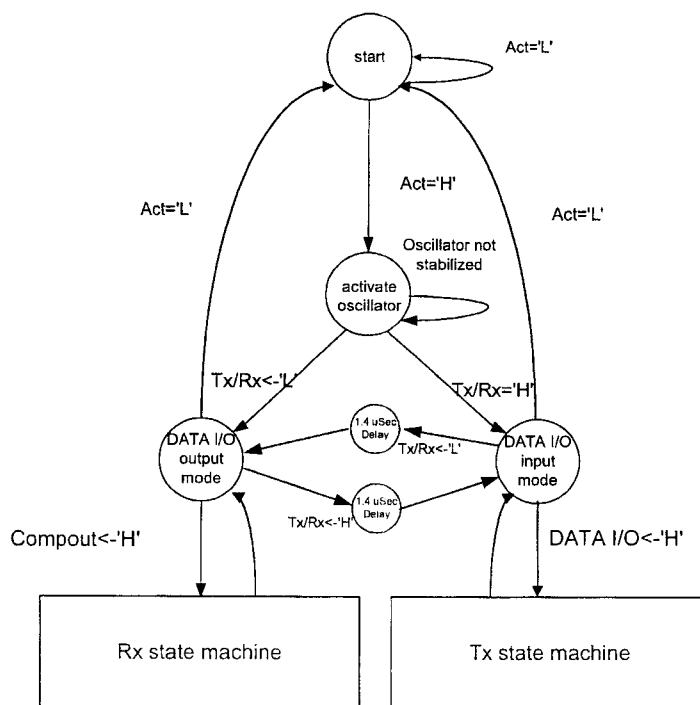 start
Act='L'
Act='H'
Act='L'
Act='L'
Oscillator not
stabilized
activate
oscillator
Tx/Rx<-'L'
Tx/Rx='H'
1.4 uSec
Delay
DATA I/O
output
mode
Tx/Rx<-'L'
DATA I/O
input
mode
1.4 uSec
Delay
Tx/Rx<-'H'
Compout<-'H'
DATA I/O<-'H'
Rx state machine
Tx state machine